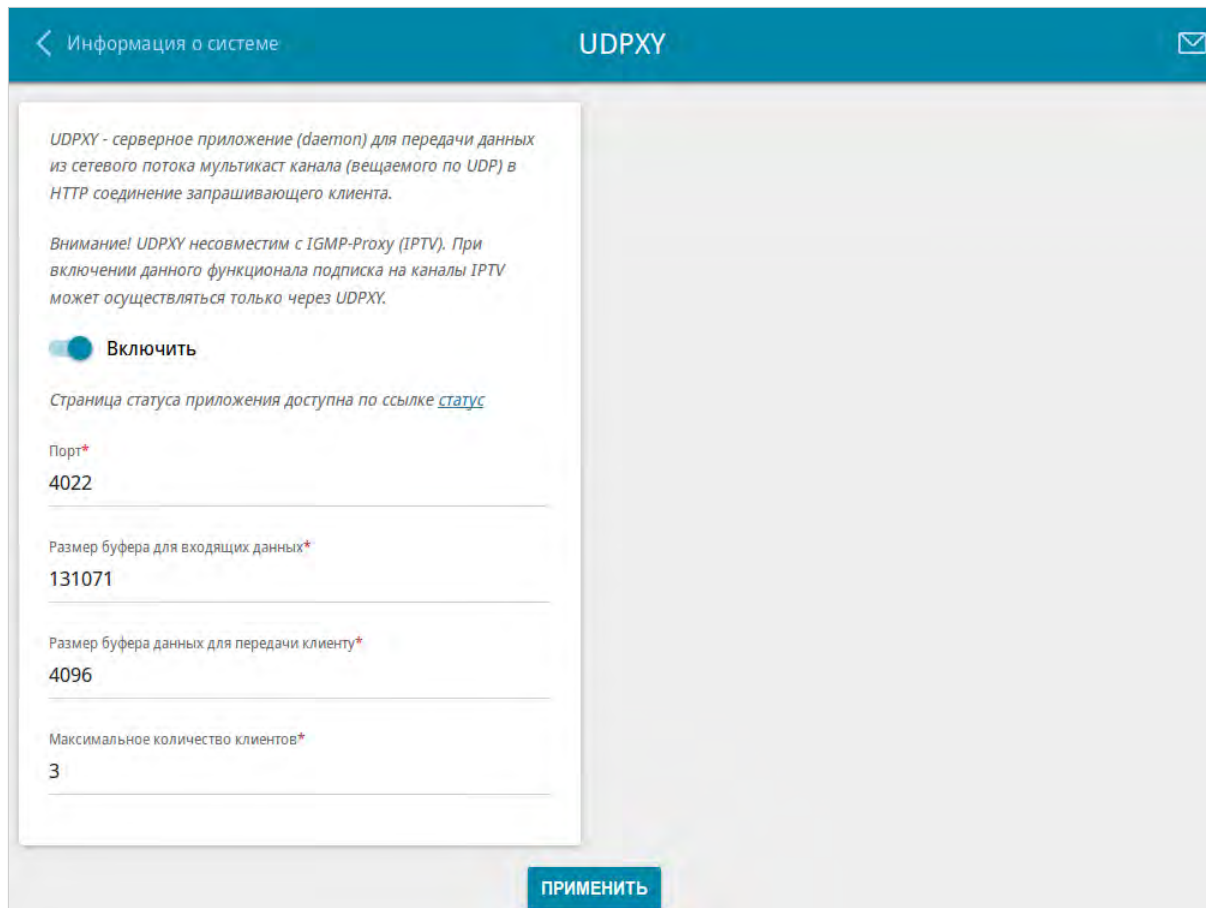 Информация о системе
UDPXY
UDPXY - серверное приложение (daemon) для передачи данных
из сетевого потока мультикаст канала (вещаемого по UDP) в
HTTP соединение запрашивающего клиента.
Внимание! UDPXY несовместим с IGMP-Proxy (IPTV). При
включении данного функционала подписка на каналы IPTV
может осуществляться только через UDPXY.
Включить
Страница статуса приложения доступна по ссылке статус
Порт*
4022
Размер буфера для входящих данных*
131071
Размер буфера данных для передачи клиенту*
4096
Максимальное количество клиентов*
3
ПРИМЕНИТЬ